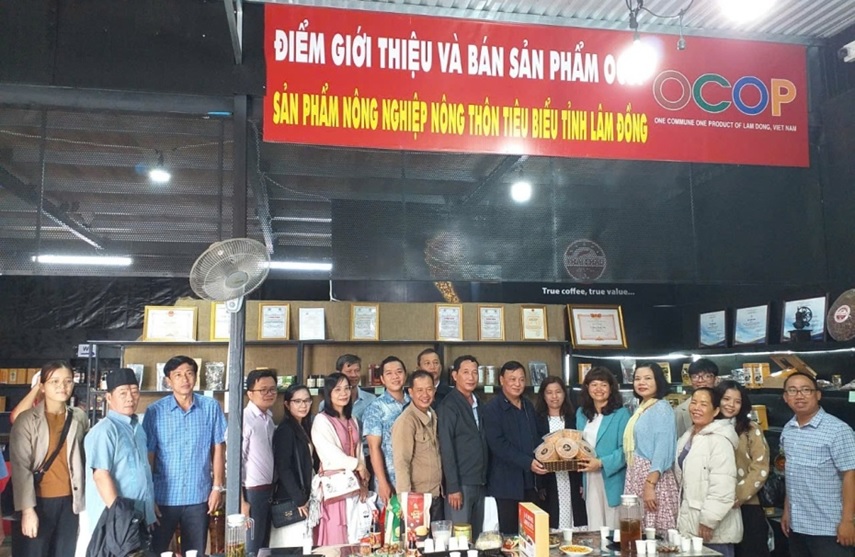 ĐIỂM GIỚI THIỆU VÀ BÁN SẢN PHẨM
SẢN PHẨM NÔNG NGHIỆP NÔNG THÔN TIÊU BIỂU TỈNH LÂM ĐỒNG
OCOP
ONE COMMUNE ONE PRODUCT OF LAM DONG, VIET NAM
True coffee, true value...